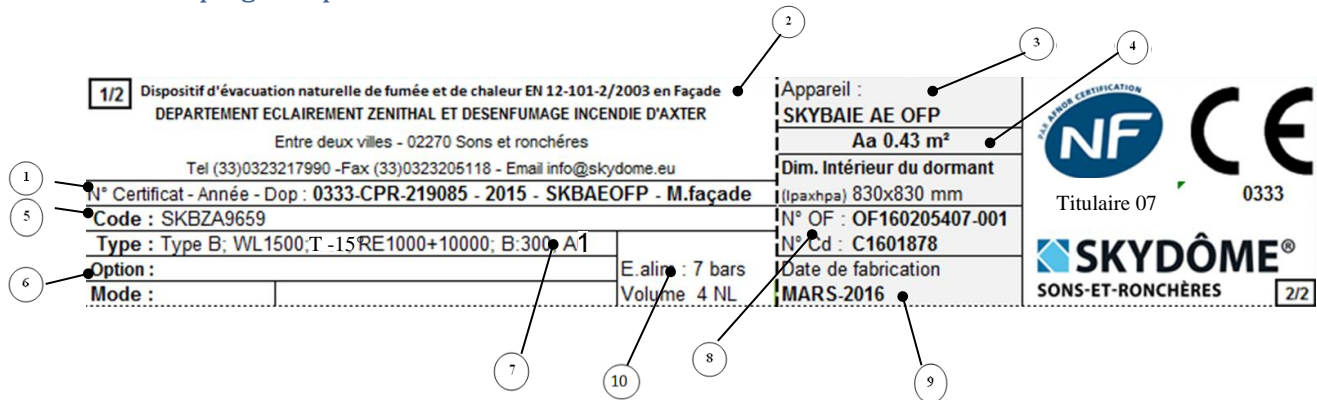 2
3
4
1/2 Dispositif d'évacuation naturelle de fumée et de chaleur EN 12-101-2/2003 en Façade
DEPARTEMENT ECLAIREMENT ZENITHAL ET DESENFUMAGE INCENDIE D'AXTER
Entre deux villes - 02270 Sons et ronchéres
Tel (33)0323217990 -Fax (33)0323205118 - Email info@skydome.eu
1
N° Certificat - Année - Dop : 0333-CPR-219085 - 2015 - SKBAEOFP - M.façade
5
Code : SKBZA9659
Type : Type B; WL1500;T -15°RE1000+10000; B:300; A1
6
Option :
Mode :
E.alim : 7 bars
Volume 4 NL
Appareil :
SKYBAIE AE OFP
Aa 0.43 m²
Dim. Intérieur du dormant
(lpaxhpa) 830x830 mm
N° OF : OF160205407-001
N° Cd : C1601878
Date de fabrication
MARS-2016
PAR AFNOR CERTIFICATION
NF
CE
Titulaire 07
0333
SKYDÔME®
SONS-ET-RONCHÈRES
2/2
7
10
8
9